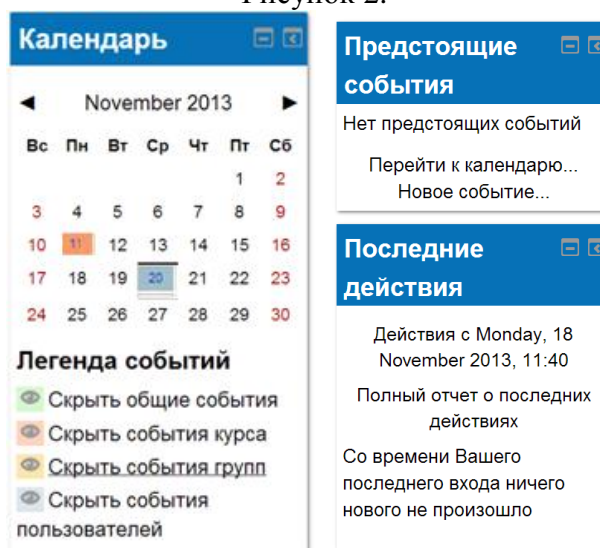 Рисунок 2.
Календарь
◄ November 2013 ►
Вс Пн Вт Ср Чт Пт Сб
1 2
3 4 5 6 7 8 9
10 11 12 13 14 15 16
17 18 19 20 21 22 23
24 25 26 27 28 29 30
Легенда событий
Скрыть общие события
Скрыть события курса
Скрыть события групп
Скрыть события
пользователей
Предстоящие
события
Нет предстоящих событий
Перейти к календарю...
Новое событие...
Последние
действия
Действия с Monday, 18
November 2013, 11:40
Полный отчет о последних
действиях
Со времени Вашего
последнего входа ничего
нового не произошло